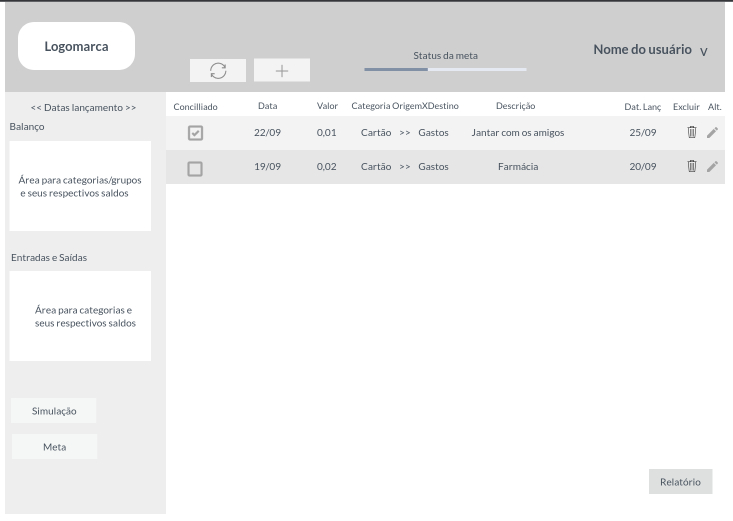 Logomarca
Status da meta
Nome do usuário v
<< Datas lançamento >>
Balanço
Área para categorias/grupos
e seus respectivos saldos
Entradas e Saídas
Área para categorias e
seus respectivos saldos
Simulação
Meta
Concilliado Data Valor Categoria OrigemXDestino Descrição Dat. Lanç Excluir Alt.
22/09 0,01 Cartão >> Gastos Jantar com os amigos 25/09
19/09 0,02 Cartão >> Gastos Farmácia 20/09
Relatório